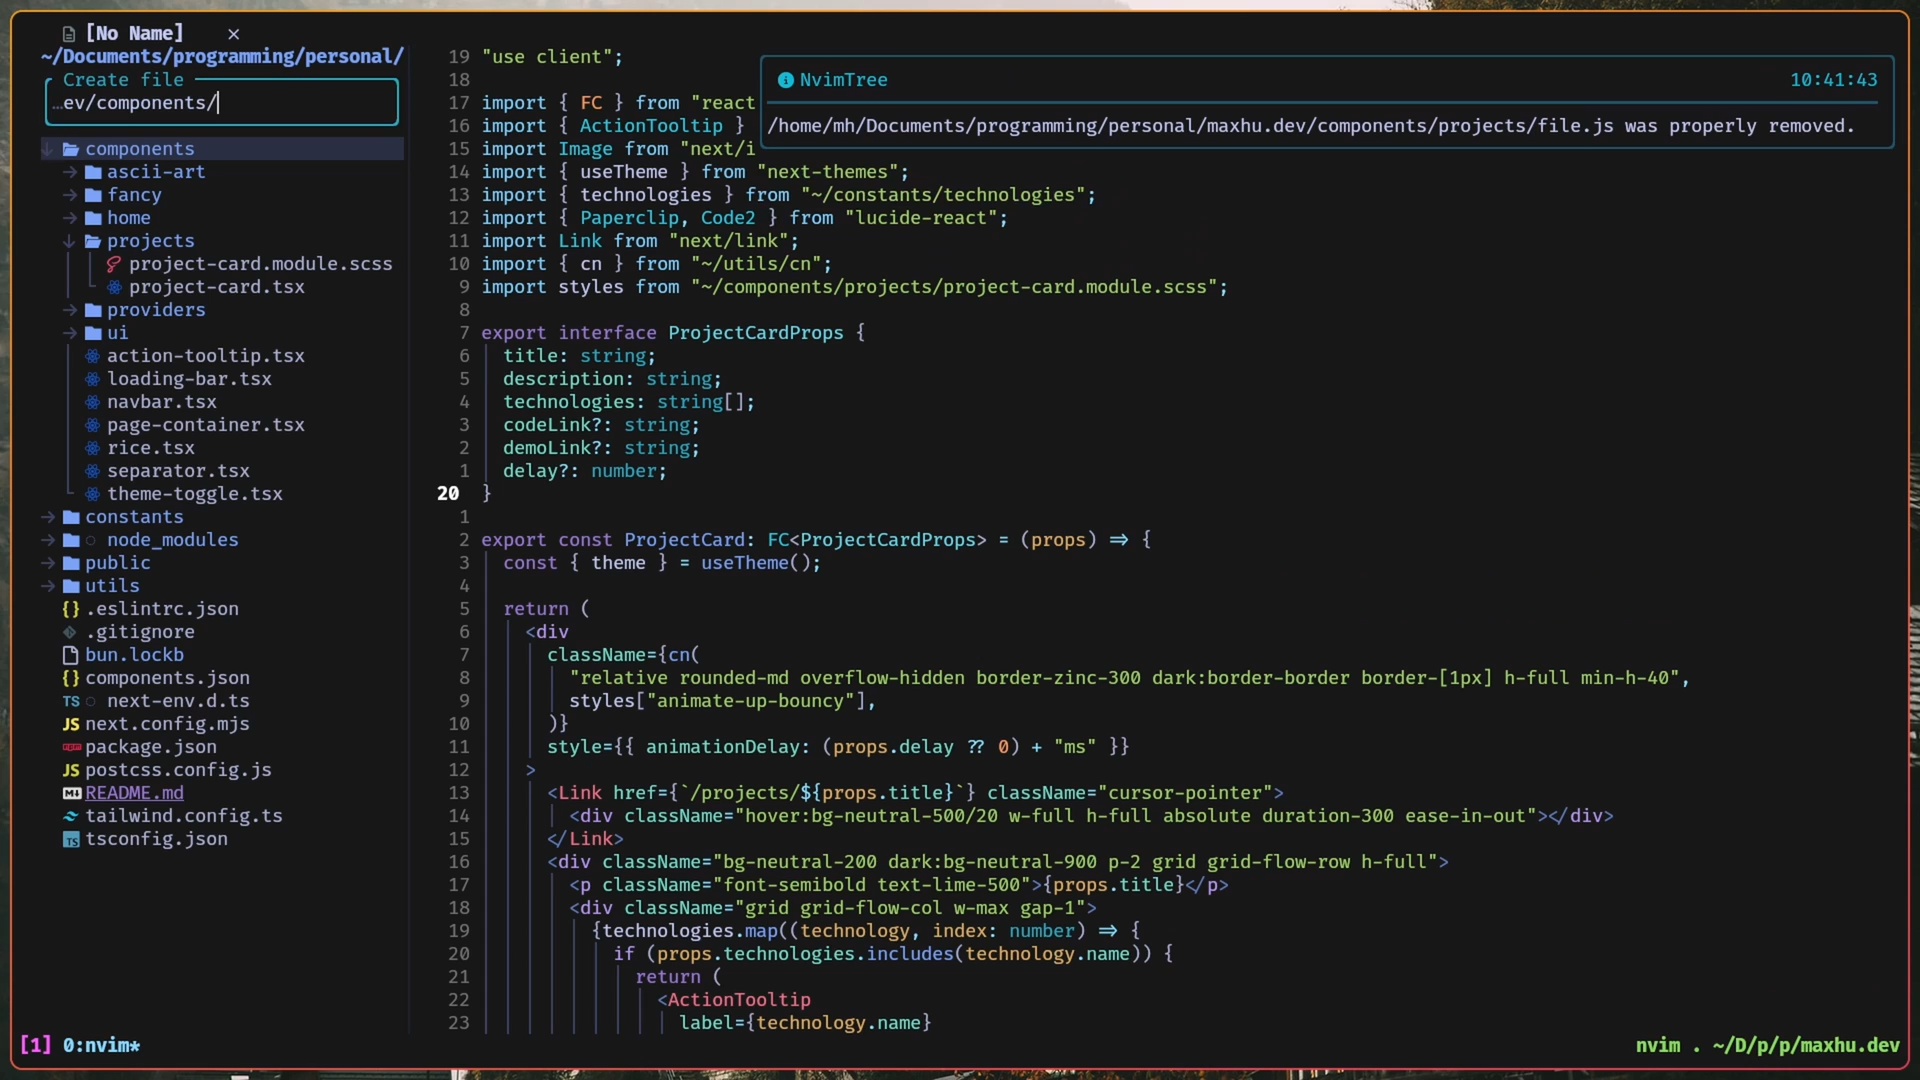 [No Name] ×
~/Documents/programming/personal/
Create file
…ev/components/
components
ascii-art
fancy
home
projects
project-card.module.scss
project-card.tsx
providers
ui
action-tooltip.tsx
loading-bar.tsx
navbar.tsx
page-container.tsx
rice.tsx
separator.tsx
theme-toggle.tsx
constants
node_modules
public
utils
{} .eslintrc.json
.gitignore
bun.lockb
{} components.json
TS next-env.d.ts
JS next.config.mjs
package.json
JS postcss.config.js
README.md
tailwind.config.ts
TS tsconfig.json
19 "use client";
18
17 import { FC } from "react
16 import { ActionTooltip }
15 import Image from "next/i
14 import { useTheme } from "next-themes";
13 import { technologies } from "~/constants/technologies";
12 import { Paperclip, Code2 } from "lucide-react";
11 import Link from "next/link";
10 import { cn } from "~/utils/cn";
9 import styles from "~/components/projects/project-card.module.scss";
8
7 export interface ProjectCardProps {
6 title: string;
5 description: string;
4 technologies: string[];
3 codeLink?: string;
2 demoLink?: string;
1 delay?: number;
20 }
1
2 export const ProjectCard: FC<ProjectCardProps> = (props) => {
3 const { theme } = useTheme();
4
5 return (
6 <div
7 className={cn(
8 "relative rounded-md overflow-hidden border-zinc-300 dark:border-border border-[1px] h-full min-h-40",
9 styles["animate-up-bouncy"],
10 )}
11 style={{ animationDelay: (props.delay ?? 0) + "ms" }}
12 >
13 <Link href={`/projects/${props.title}`} className="cursor-pointer">
14 <div className="hover:bg-neutral-500/20 w-full h-full absolute duration-300 ease-in-out"></div>
15 </Link>
16 <div className="bg-neutral-200 dark:bg-neutral-900 p-2 grid grid-flow-row h-full">
17 <p className="font-semibold text-lime-500">{props.title}</p>
18 <div className="grid grid-flow-col w-max gap-1">
19 {technologies.map((technology, index: number) => {
20 if (props.technologies.includes(technology.name)) {
21 return (
22 <ActionTooltip
23 label={technology.name}
NvimTree 10:41:43
/home/mh/Documents/programming/personal/maxhu.dev/components/projects/file.js was properly removed.
[1] 0:nvim*
nvim . ~/D/p/p/maxhu.dev